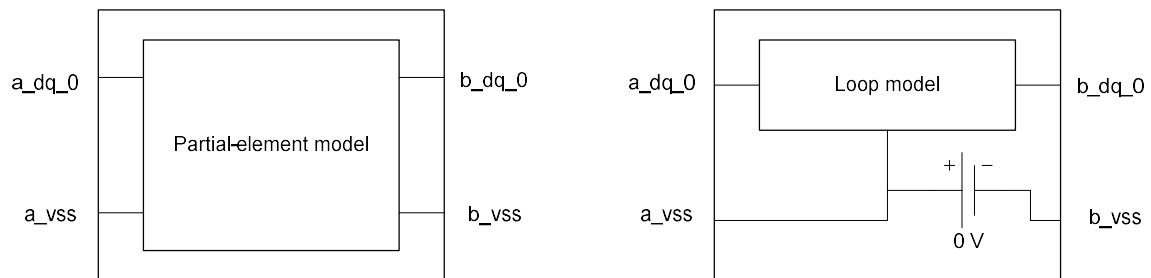 a_dq_0
b_dq_0
Partial-element model
a_vss
b_vss
a_dq_0
Loop model
b_dq_0
+ −
a_vss
b_vss
0 V